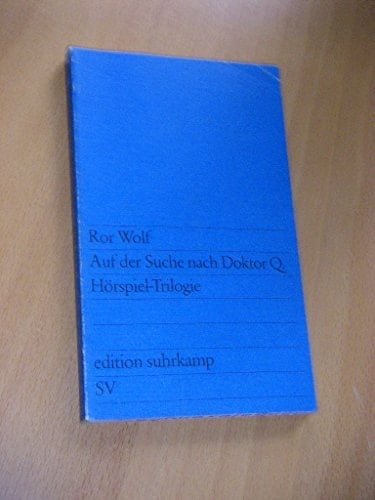 Ror Wolf
Auf der Suche nach Doktor Q.
Hörspiel-Trilogie
edition suhrkamp
SV